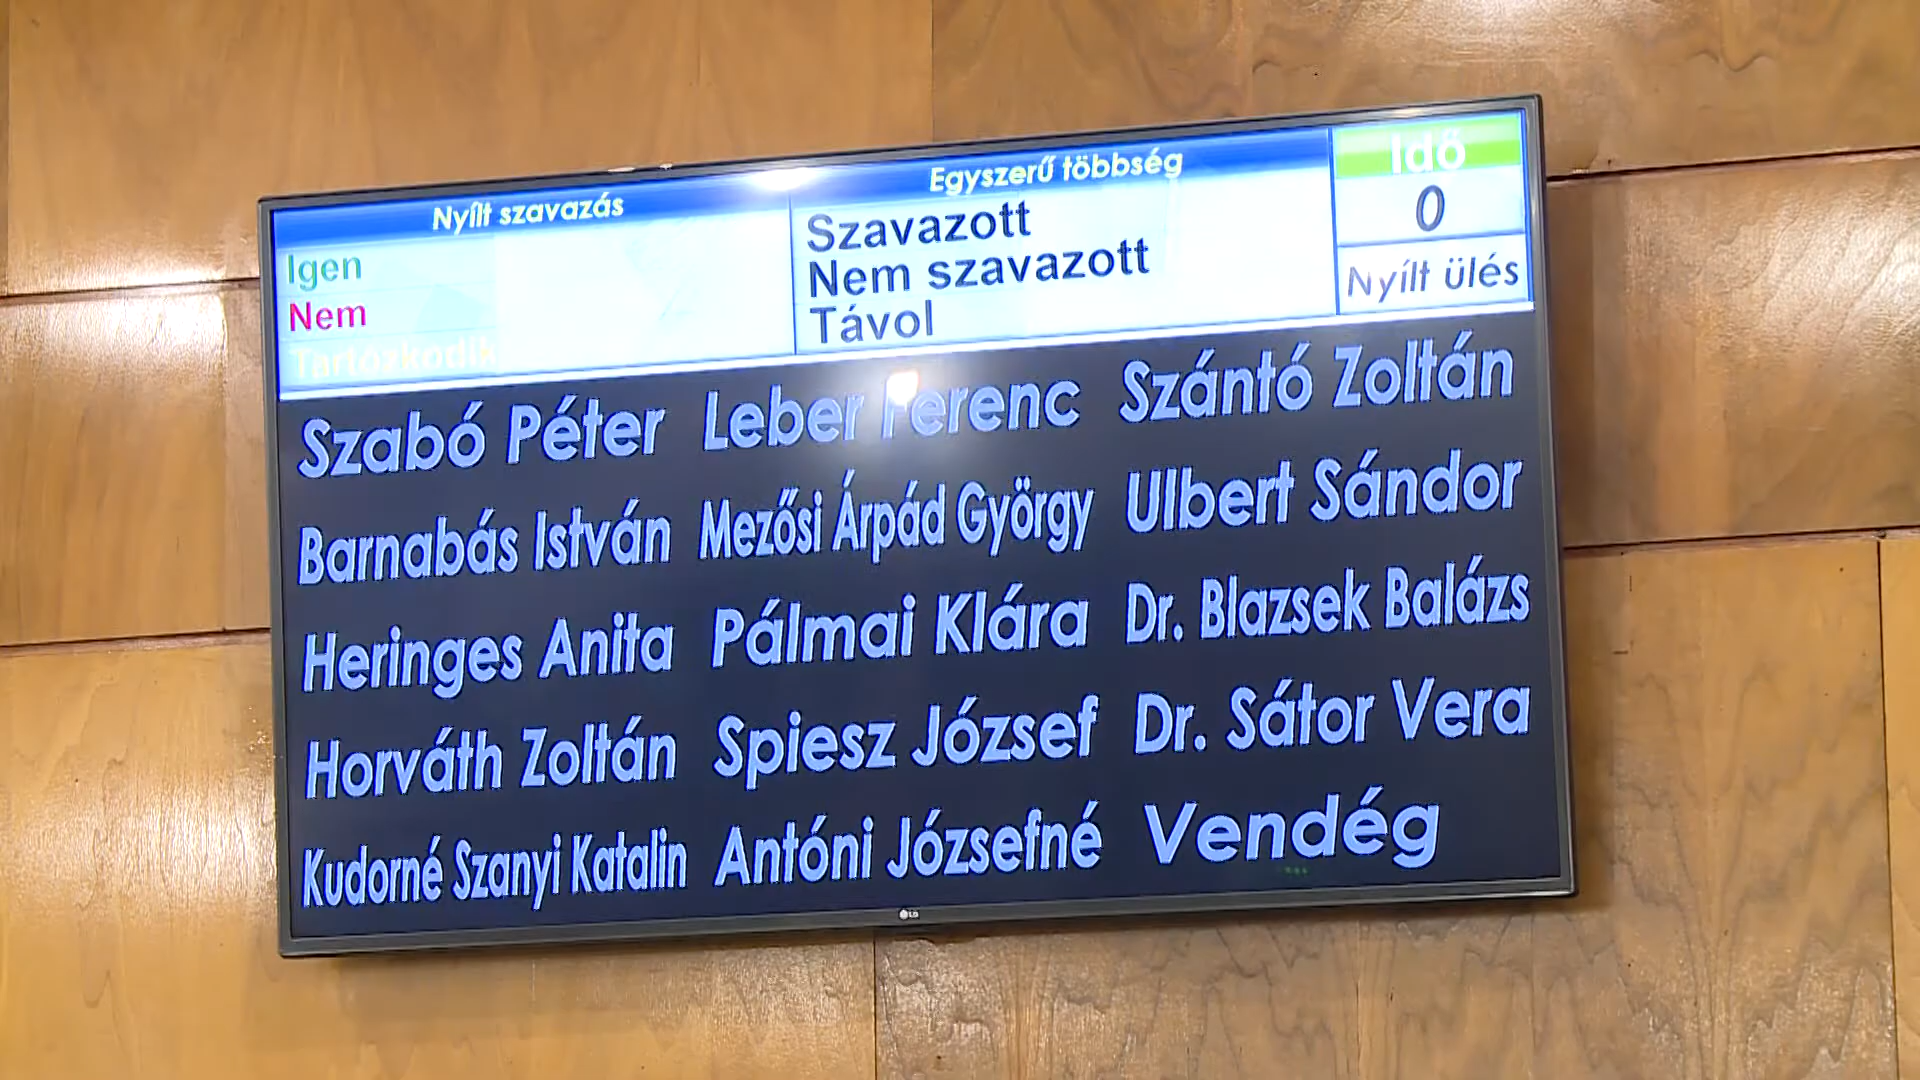 Nyílt szavazás
Igen
Nem
Tartózkodik
Egyszerű többség
Szavazott
Nem szavazott
Távol
Idő
0
Nyílt ülés
Szabó Péter Leber Ferenc Szántó Zoltán
Barnabás István Mezősi Árpád György Ulbert Sándor
Heringes Anita Pálmai Klára Dr. Blazsek Balázs
Horváth Zoltán Spiesz József Dr. Sátor Vera
Kudorné Szanyi Katalin Antóni Józsefné Vendég
LG